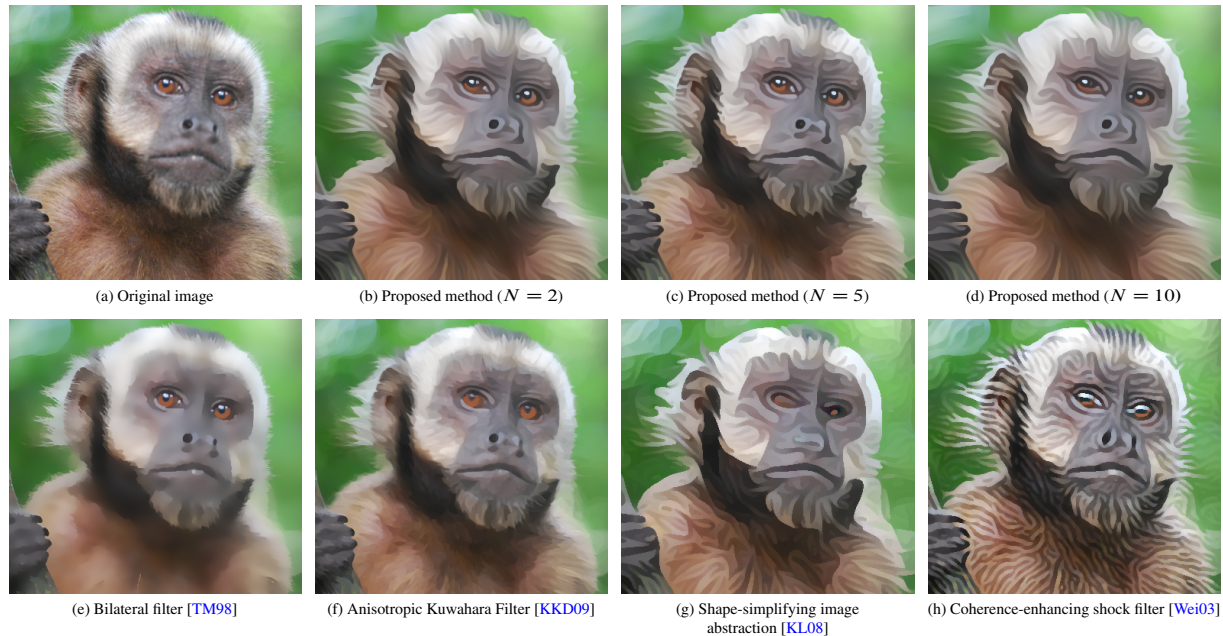 (a) Original image
(b) Proposed method (N = 2)
(c) Proposed method (N = 5)
(d) Proposed method (N = 10)
(e) Bilateral filter [TM98]
(f) Anisotropic Kuwahara Filter [KKD09]
(g) Shape-simplifying image
abstraction [KL08]
(h) Coherence-enhancing shock filter [Wei03]